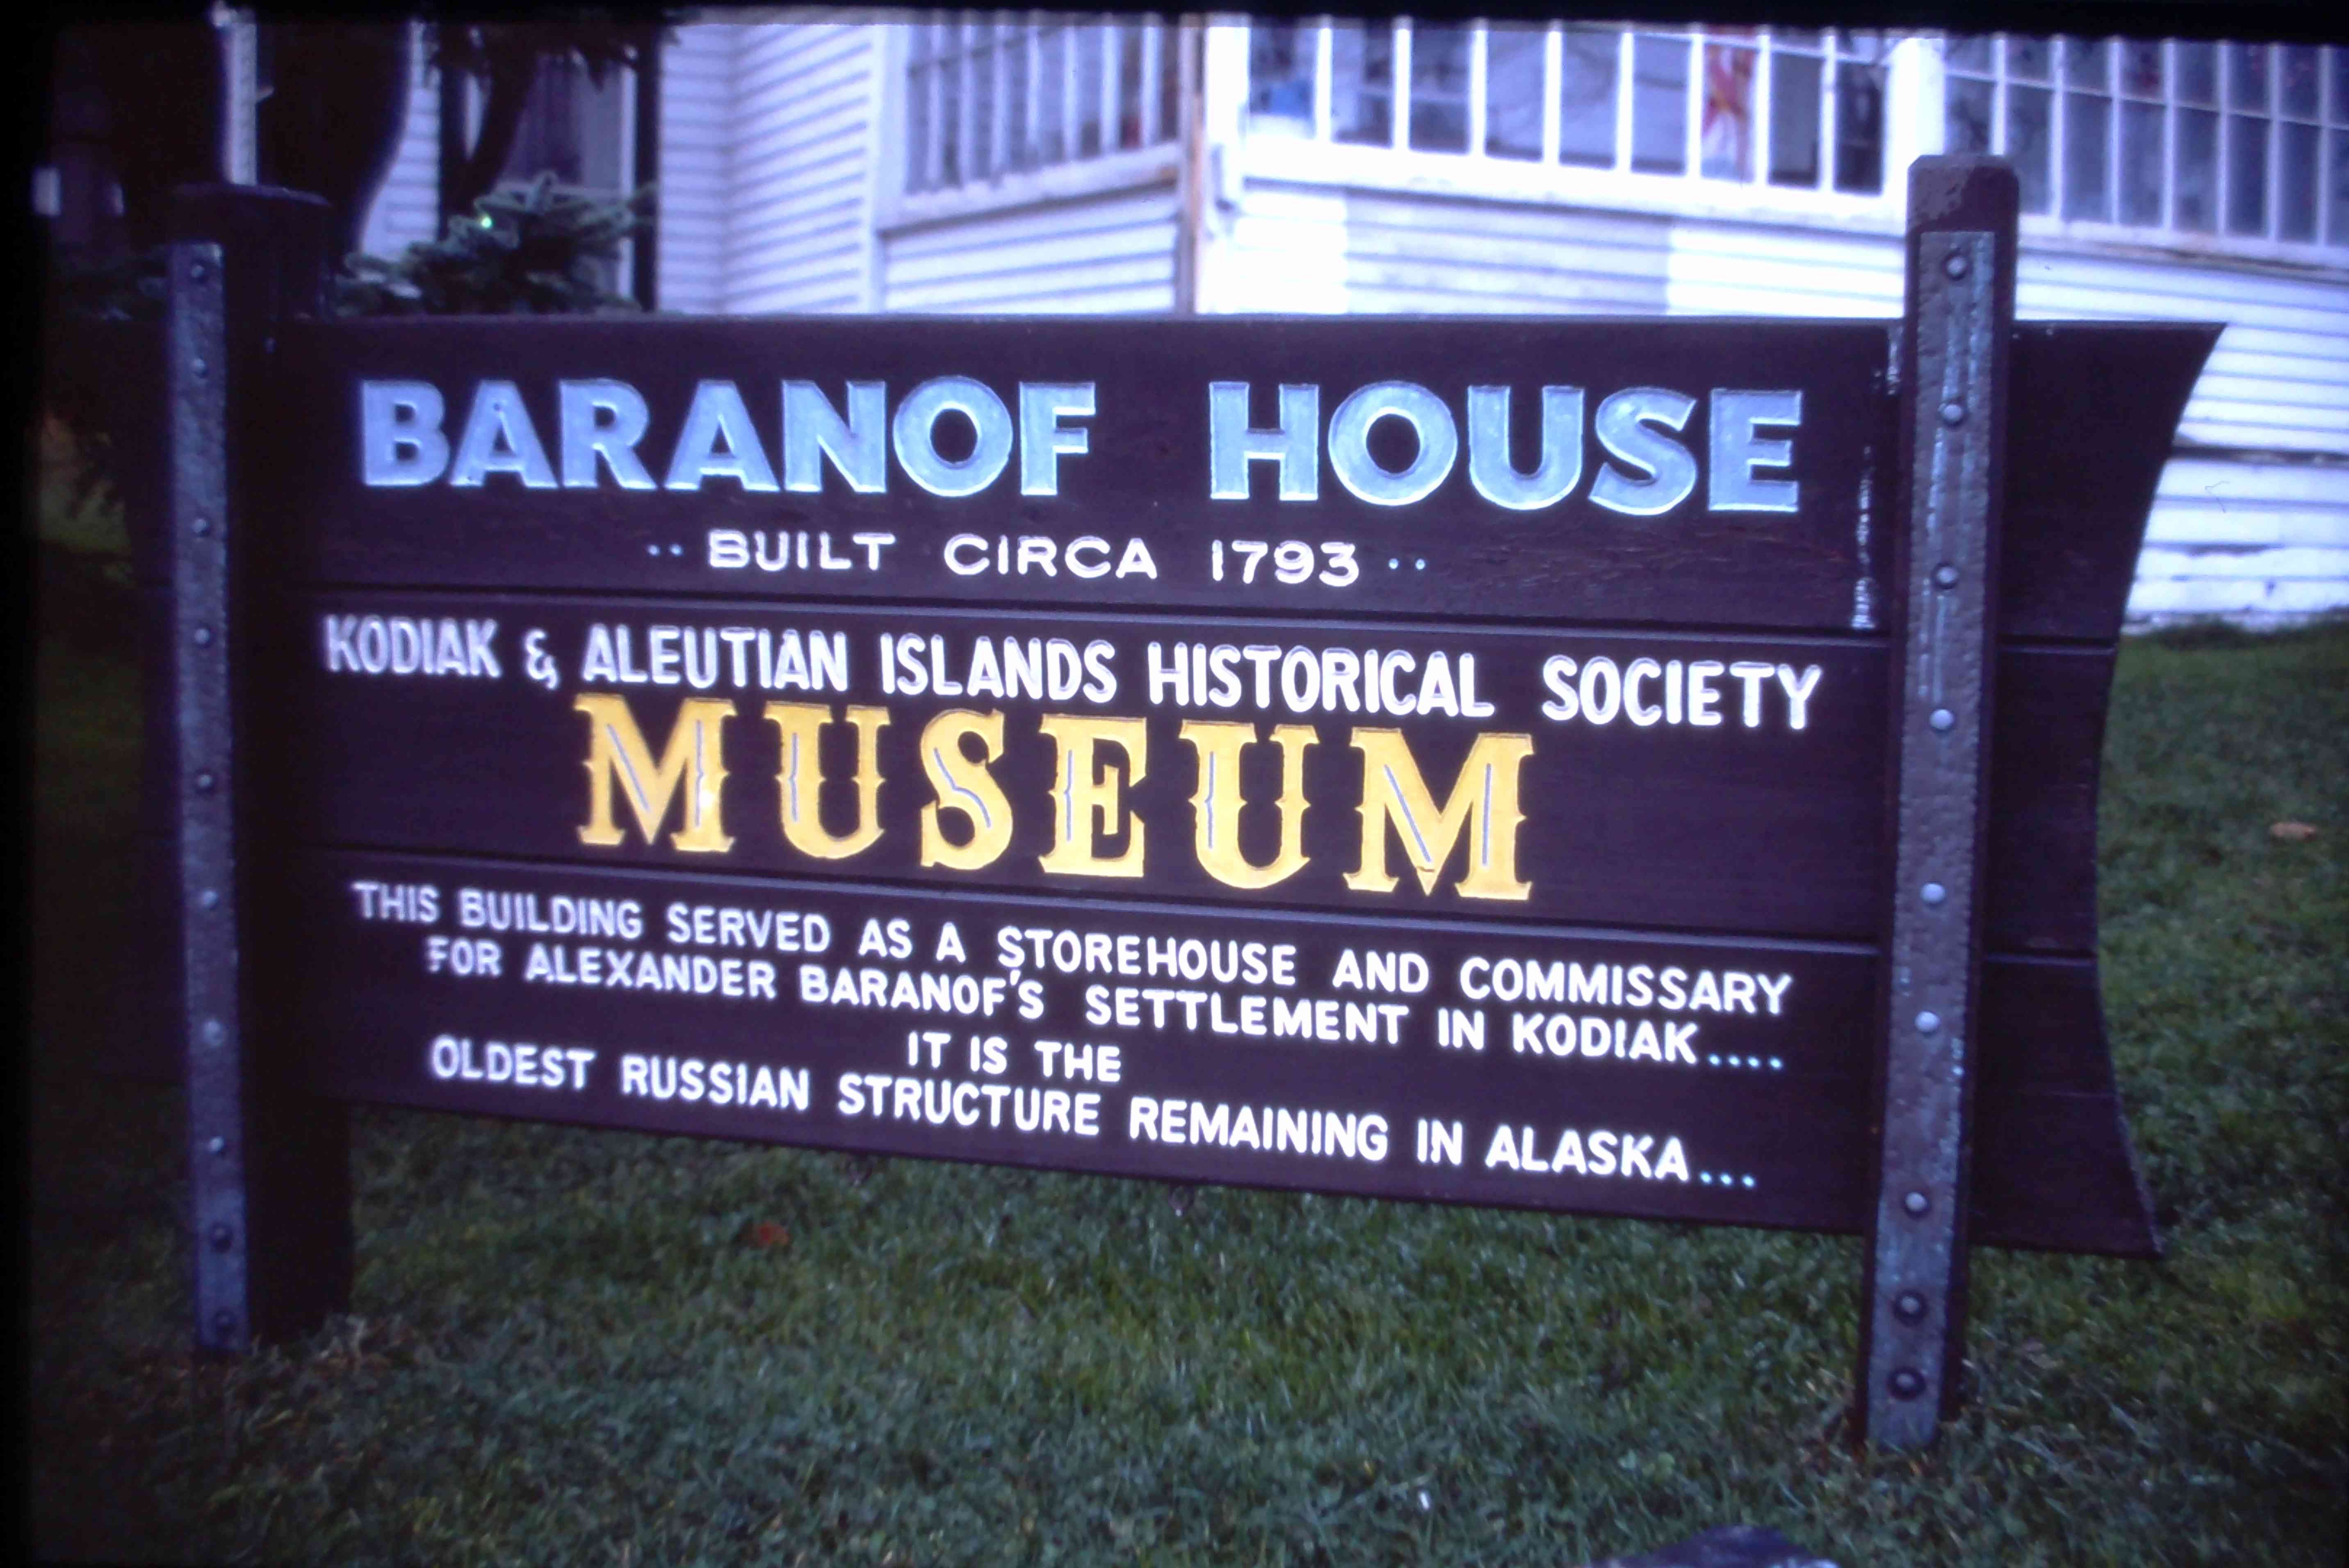 BARANOF HOUSE
·· BUILT CIRCA 1793 ··
KODIAK & ALEUTIAN ISLANDS HISTORICAL SOCIETY
MUSEUM
THIS BUILDING SERVED AS A STOREHOUSE AND COMMISSARY
FOR ALEXANDER BARANOF'S SETTLEMENT IN KODIAK....
IT IS THE
OLDEST RUSSIAN STRUCTURE REMAINING IN ALASKA...